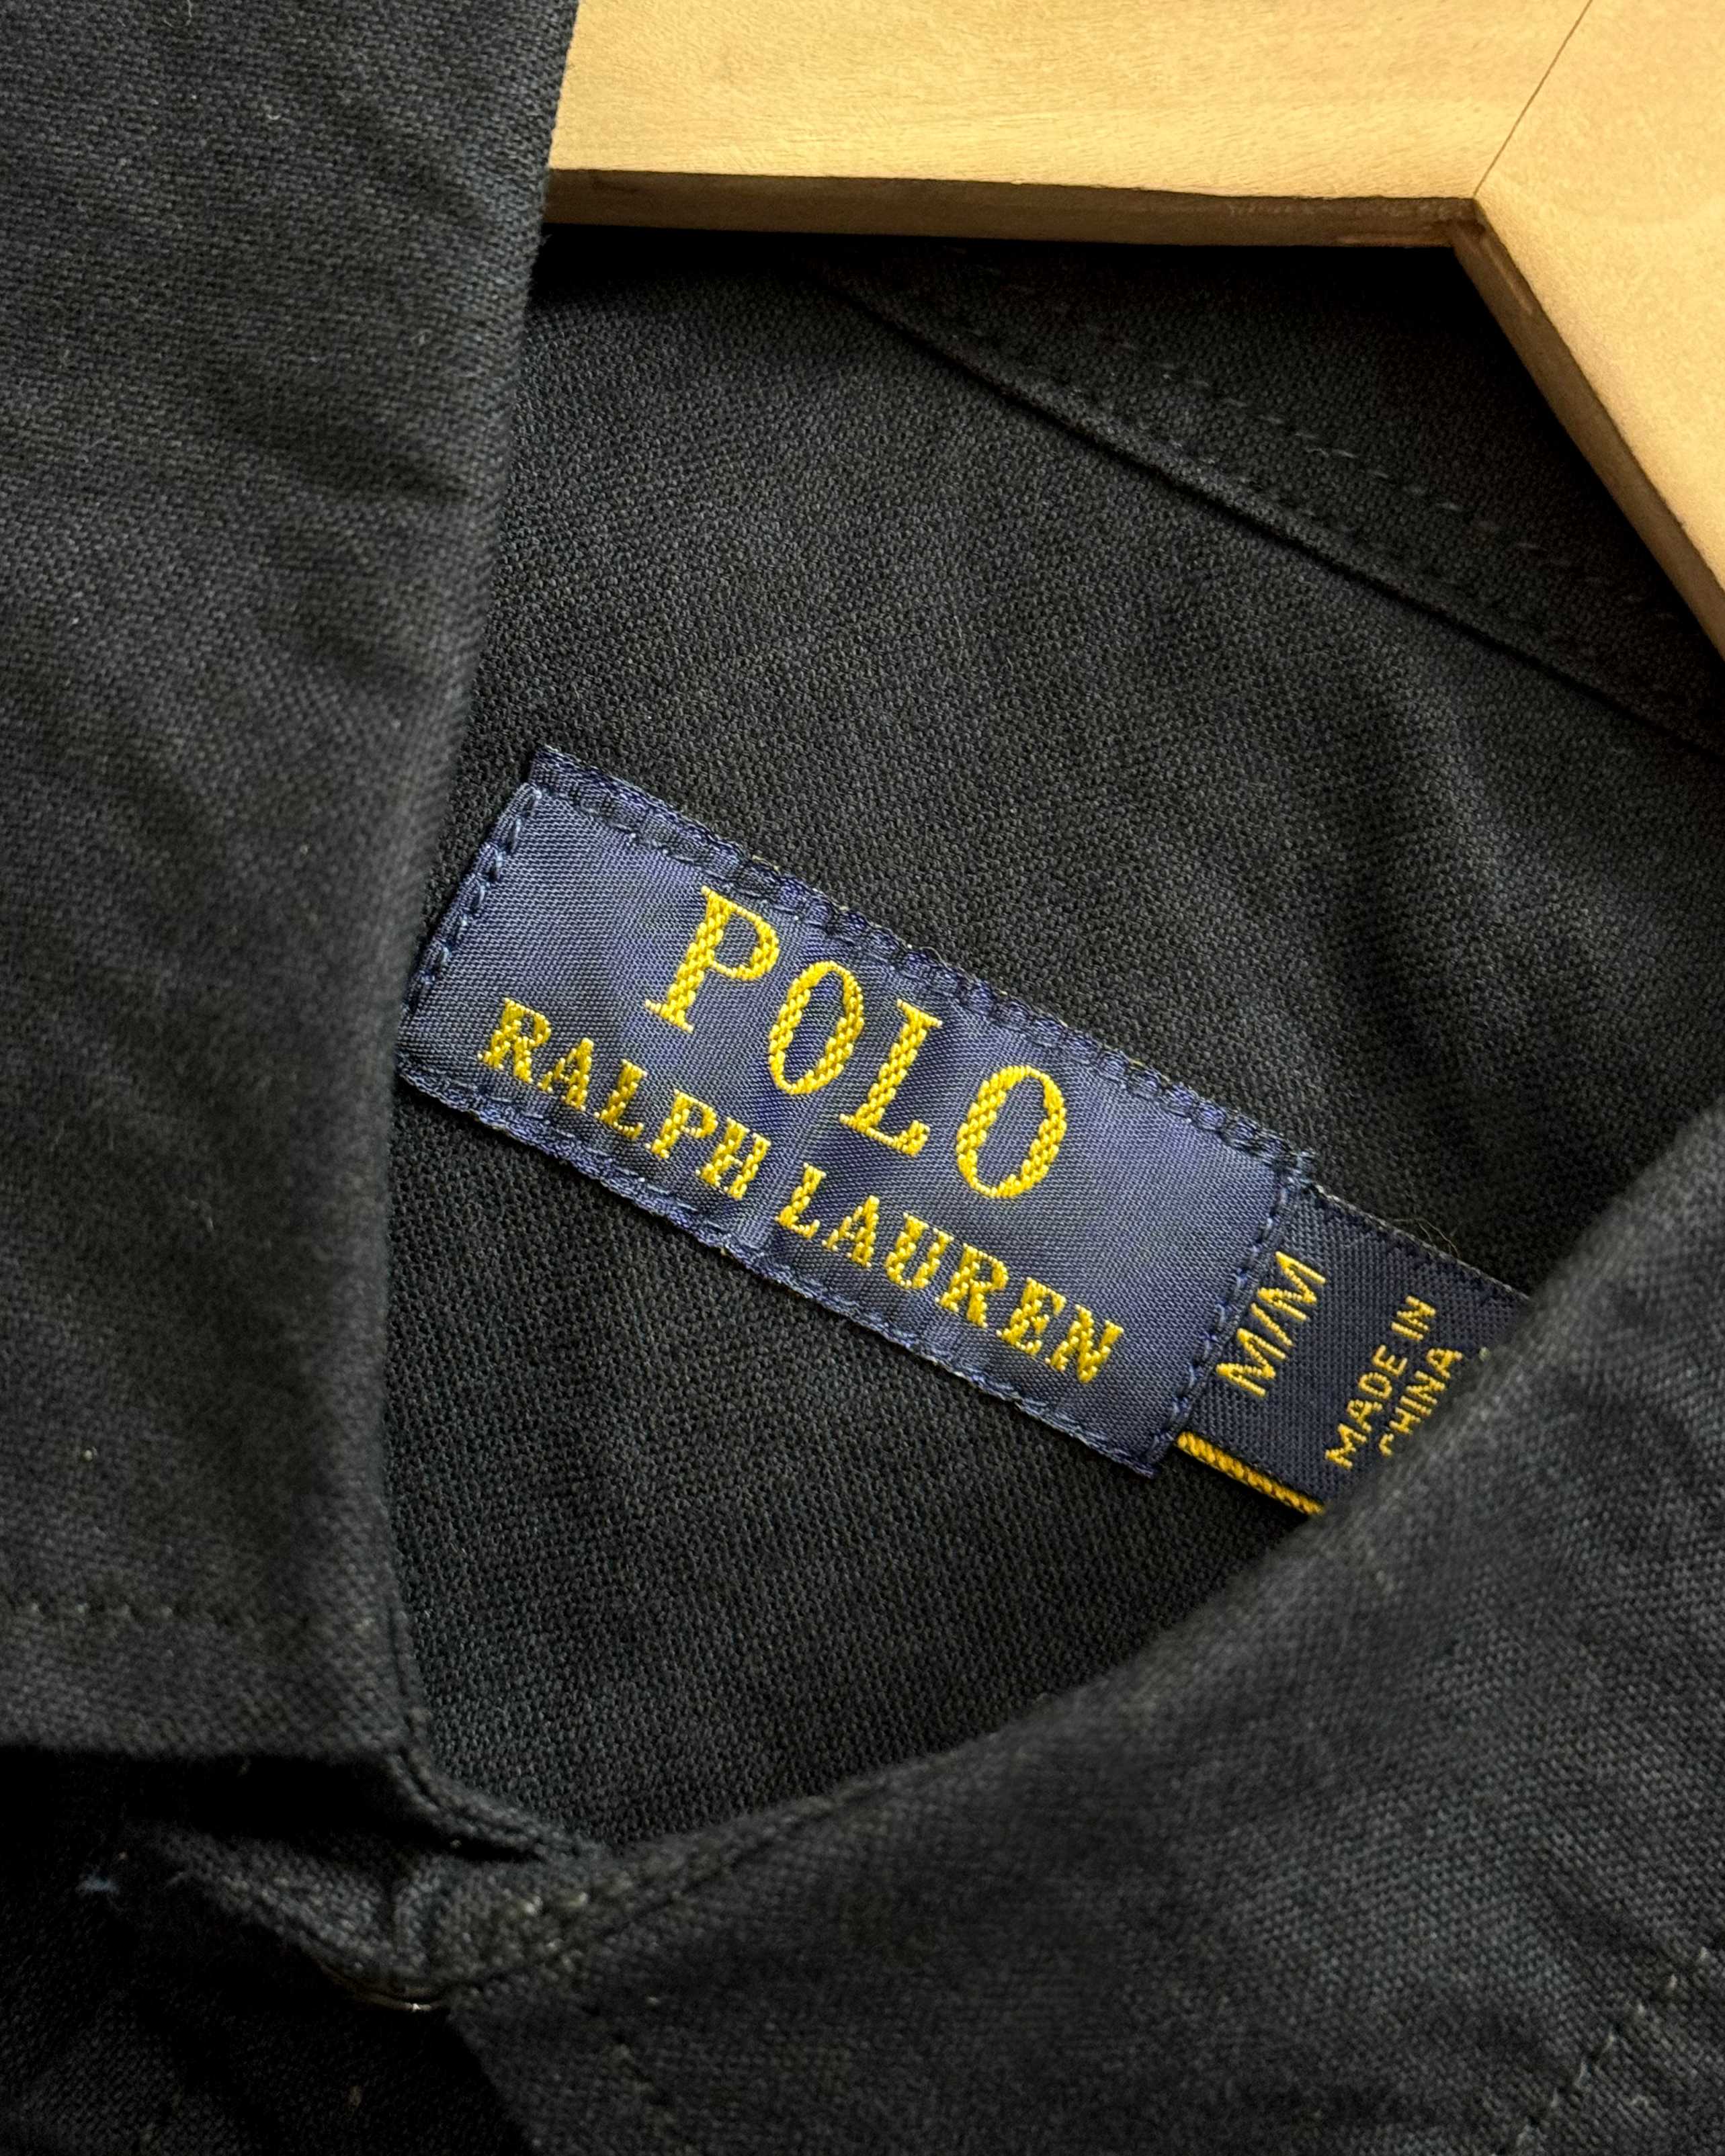 POLO
RALPH LAUREN
M/M
MADE IN
CHINA